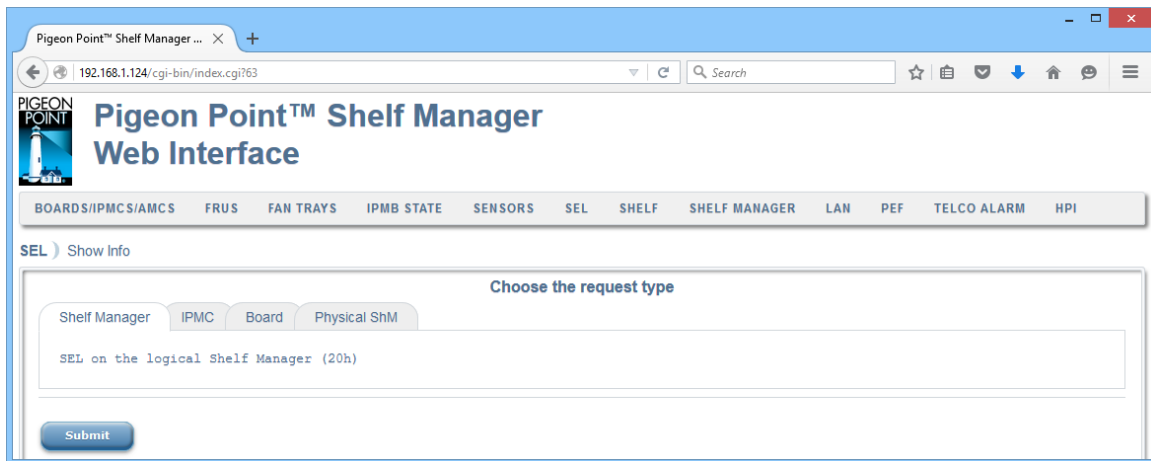 Pigeon Point™ Shelf Manager ...
192.168.1.124/cgi-bin/index.cgi?63
Search
PIGEON
POINT
Pigeon Point™ Shelf Manager
Web Interface
BOARDS/IPMCS/AMCS FRUS FAN TRAYS IPMB STATE SENSORS SEL SHELF SHELF MANAGER LAN PEF TELCO ALARM HPI
SEL Show Info
Choose the request type
Shelf Manager IPMC Board Physical ShM
SEL on the logical Shelf Manager (20h)
Submit